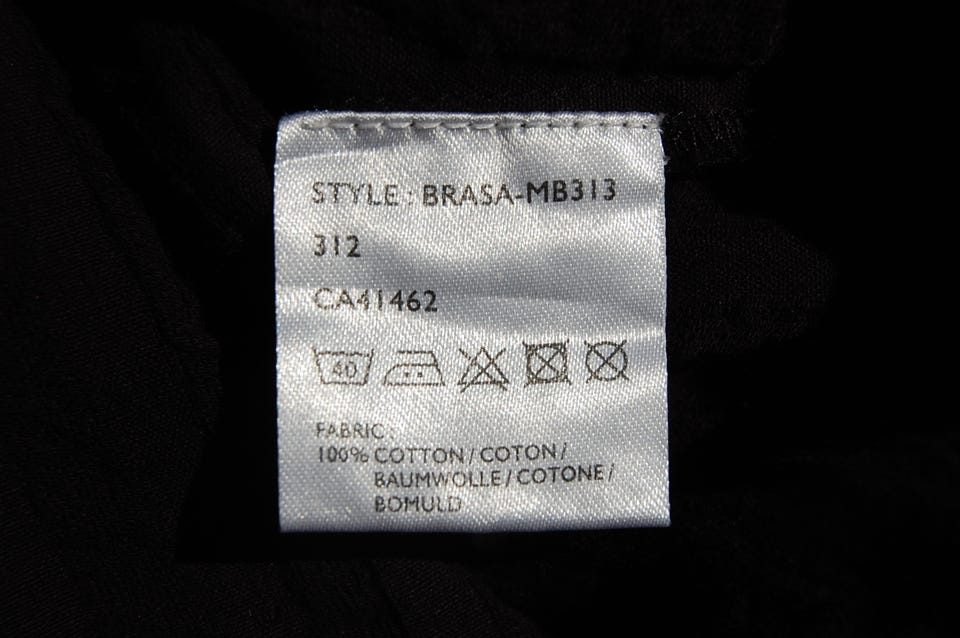 STYLE : BRASA-MB313
312
CA41462
40
FABRIC :
100% COTTON / COTON /
BAUMWOLLE / COTONE /
BOMULD